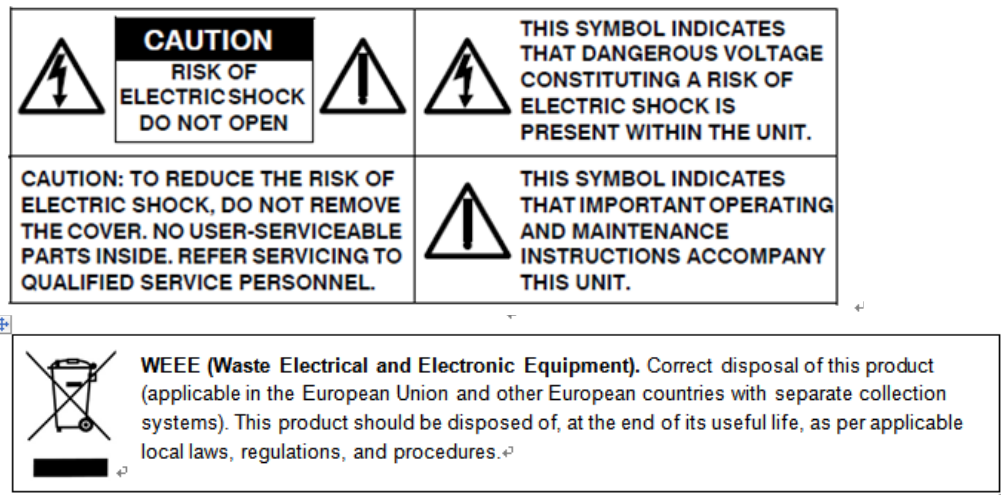 CAUTION
RISK OF
ELECTRIC SHOCK
DO NOT OPEN
THIS SYMBOL INDICATES
THAT DANGEROUS VOLTAGE
CONSTITUTING A RISK OF
ELECTRIC SHOCK IS
PRESENT WITHIN THE UNIT.
CAUTION: TO REDUCE THE RISK OF
ELECTRIC SHOCK, DO NOT REMOVE
THE COVER. NO USER-SERVICEABLE
PARTS INSIDE. REFER SERVICING TO
QUALIFIED SERVICE PERSONNEL.
THIS SYMBOL INDICATES
THAT IMPORTANT OPERATING
AND MAINTENANCE
INSTRUCTIONS ACCOMPANY
THIS UNIT.
WEEE (Waste Electrical and Electronic Equipment). Correct disposal of this product
(applicable in the European Union and other European countries with separate collection
systems). This product should be disposed of, at the end of its useful life, as per applicable
local laws, regulations, and procedures.